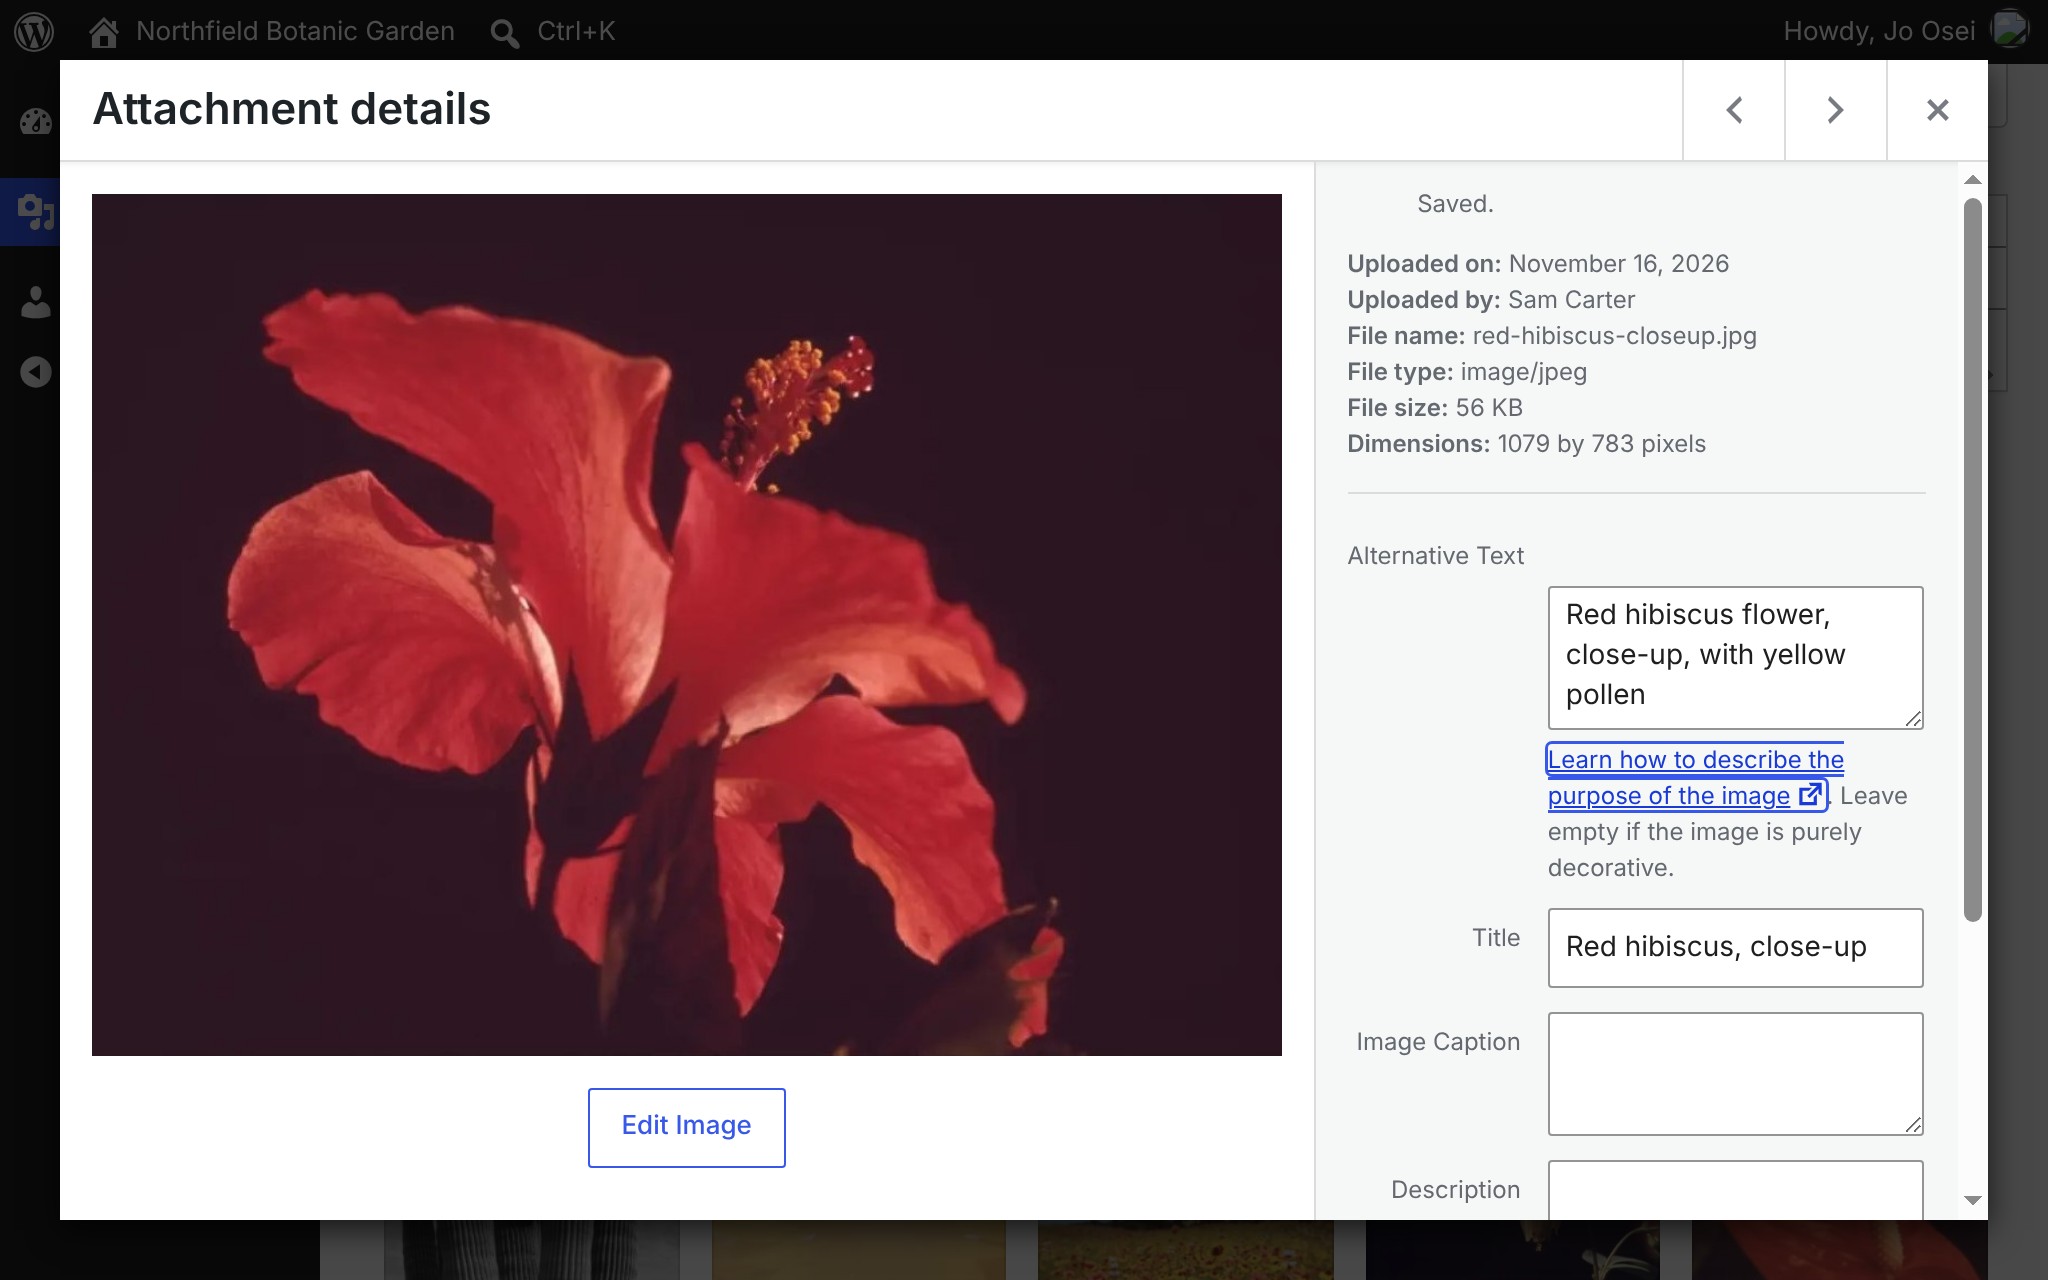 Northfield Botanic Garden Ctrl+K Howdy, Jo Osei
Attachment details
Saved.
Uploaded on: November 16, 2026
Uploaded by: Sam Carter
File name: red-hibiscus-closeup.jpg
File type: image/jpeg
File size: 56 KB
Dimensions: 1079 by 783 pixels
Alternative Text
Red hibiscus flower,
close-up, with yellow
pollen
Learn how to describe the
purpose of the image. Leave
empty if the image is purely
decorative.
Title
Red hibiscus, close-up
Image Caption
Edit Image
Description